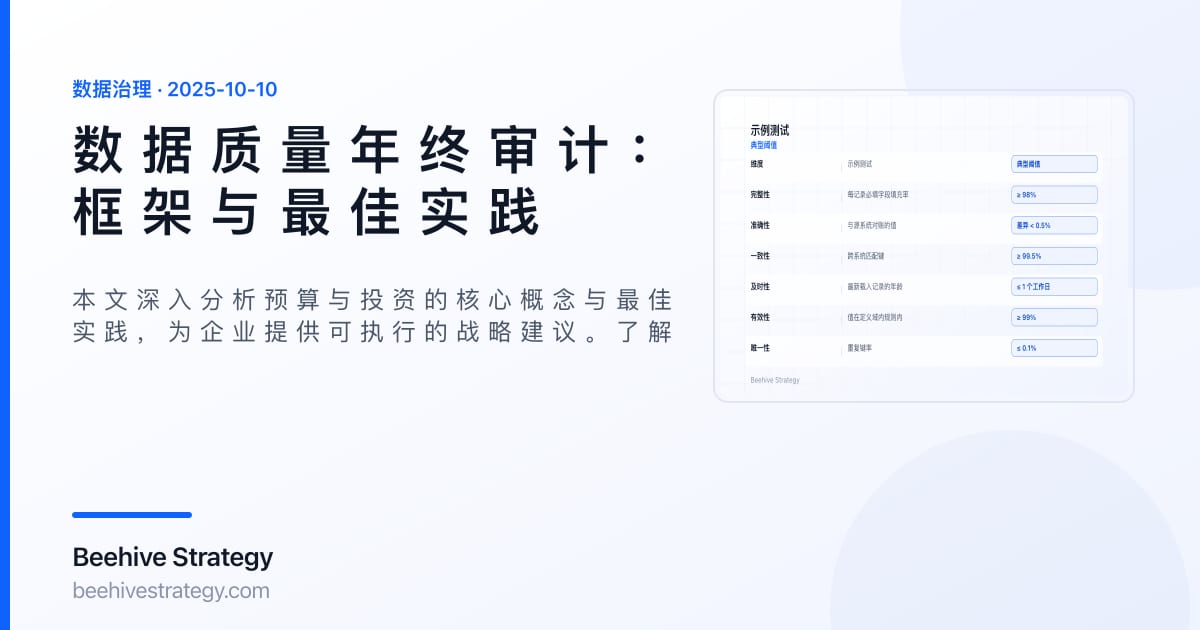 数据治理 · 2025-10-10
数据质量年终审计：
框架与最佳实践
本文深入分析预算与投资的核心概念与最佳
实践，为企业提供可执行的战略建议。了解
Beehive Strategy
beehivestrategy.com
示例测试
典型阈值
维度 示例测试 典型阈值
完整性 每记录必填字段填充率 ≥ 98%
准确性 与源系统对账的值 差异 < 0.5%
一致性 跨系统匹配键 ≥ 99.5%
及时性 最新载入记录的年龄 ≤ 1 个工作日
有效性 值在定义域内规则内 ≥ 99%
唯一性 重复键率 ≤ 0.1%
Beehive Strategy